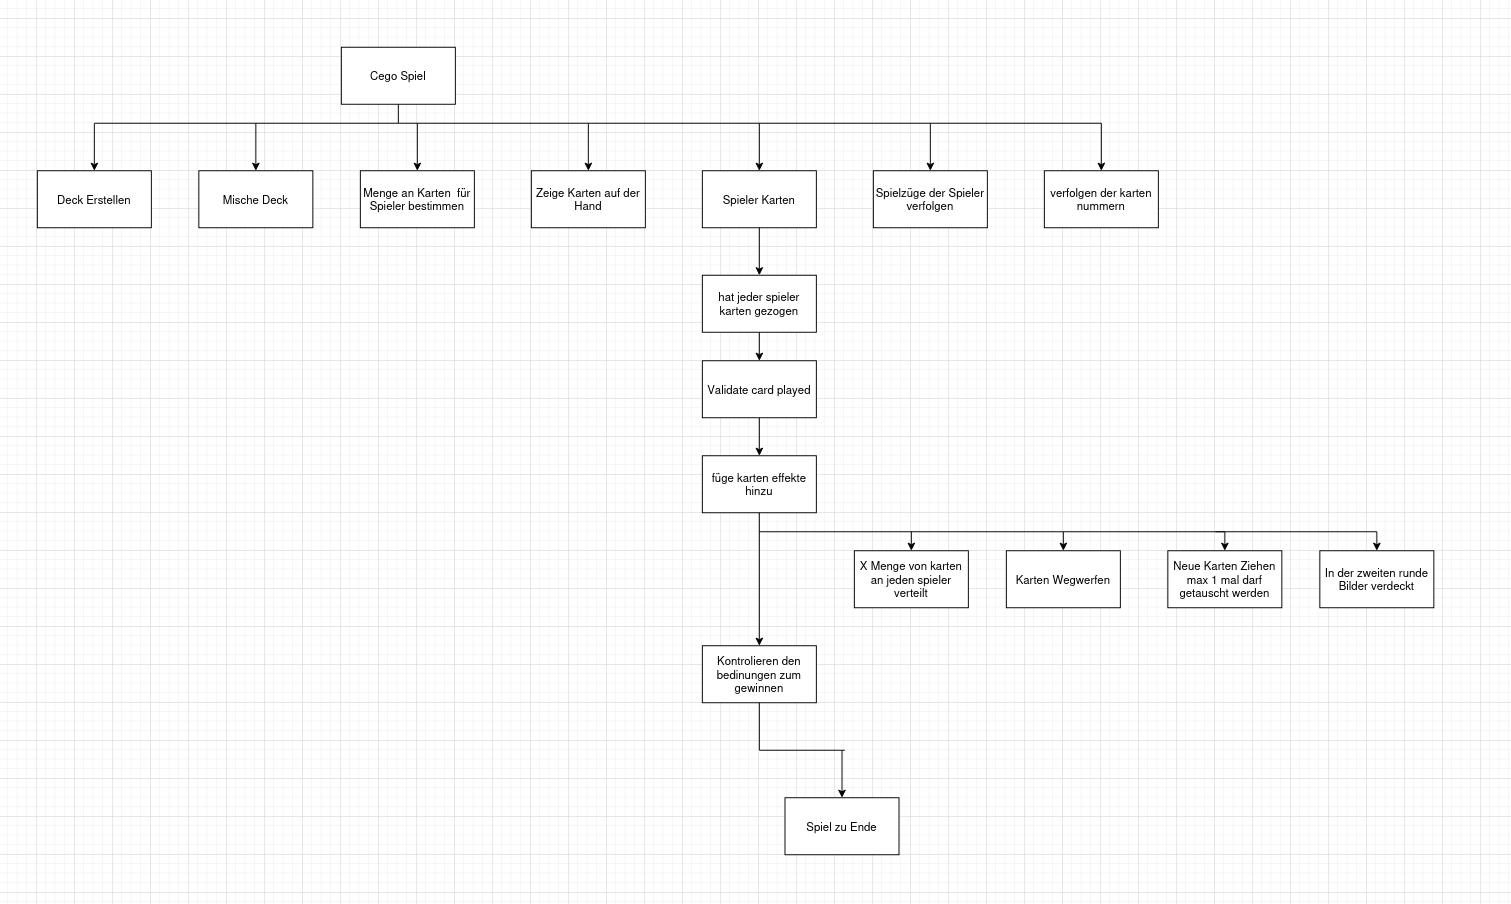 Cego Spiel
Deck Erstellen
Mische Deck
Menge an Karten für
Spieler bestimmen
Zeige Karten auf der
Hand
Spieler Karten
Spielzüge der Spieler
verfolgen
verfolgen der karten
nummern
hat jeder spieler
karten gezogen
Validate card played
füge karten effekte
hinzu
X Menge von karten
an jeden spieler
verteilt
Karten Wegwerfen
Neue Karten Ziehen
max 1 mal darf
getauscht werden
In der zweiten runde
Bilder verdeckt
Kontrolieren den
bedinungen zum
gewinnen
Spiel zu Ende